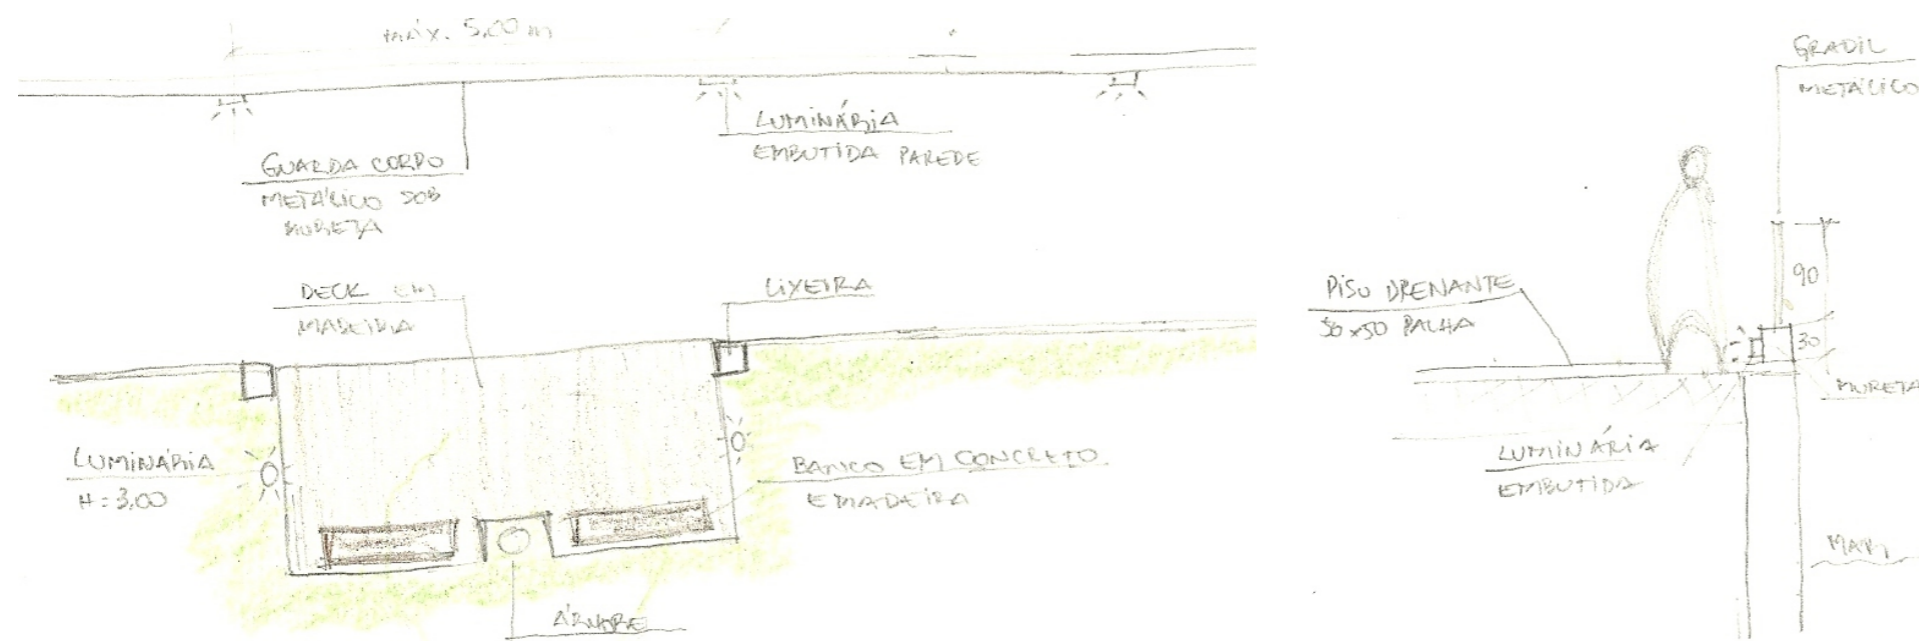 máx. 5,00 m
LUMINÁRIA
EMBUTIDA PAREDE
GUARDA CORPO
METÁLICO SOB
MURETA
DECK EM
MADEIRA
LIXEIRA
LUMINÁRIA
H=3,00
BANCO EM CONCRETO
E MADEIRA
ÁRVORE
GRADIL
METÁLICO
PISO DRENANTE
50x50 PALHA
90
30
MURETA
LUMINÁRIA
EMBUTIDA
MAR